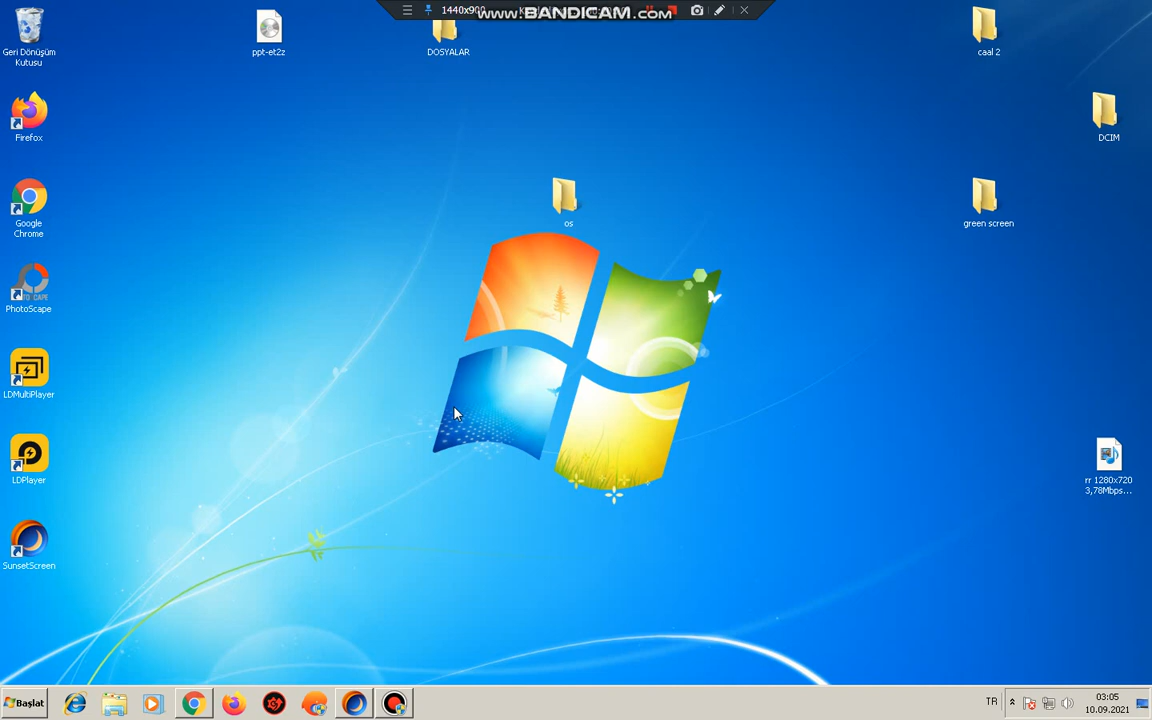 1440x900
www.BANDICAM.com
Geri Dönüşüm
Kutusu
ppt-et2z
DOSYALAR
caal 2
Firefox
DCIM
Google
Chrome
os
green screen
PhotoScape
LDMultiPlayer
LDPlayer
rr 1280x720
3,78Mbps...
SunsetScreen
Başlat
TR
03:05
10.09.2021